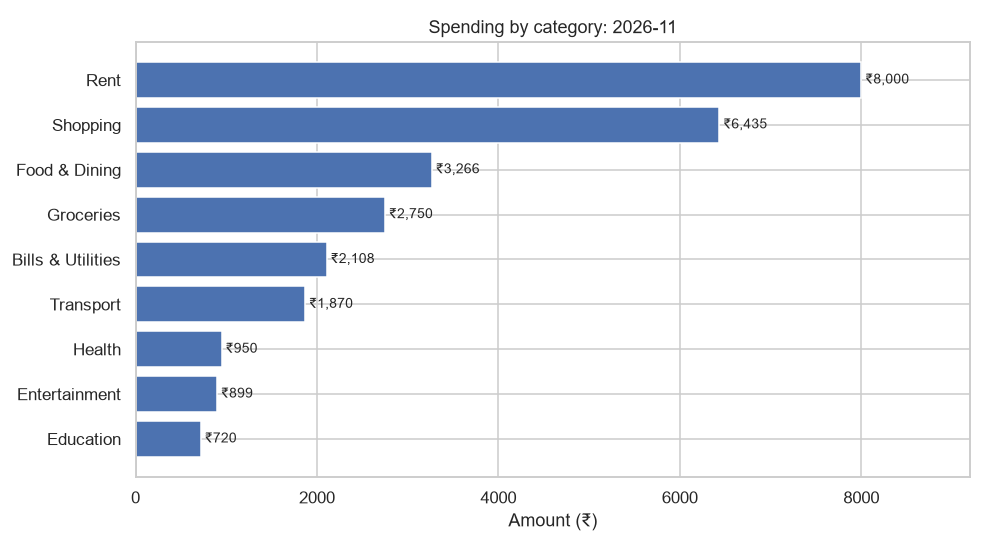 Spending by category: 2026-11
Rent ₹8,000
Shopping ₹6,435
Food & Dining ₹3,266
Groceries ₹2,750
Bills & Utilities ₹2,108
Transport ₹1,870
Health ₹950
Entertainment ₹899
Education ₹720
0 2000 4000 6000 8000
Amount (₹)